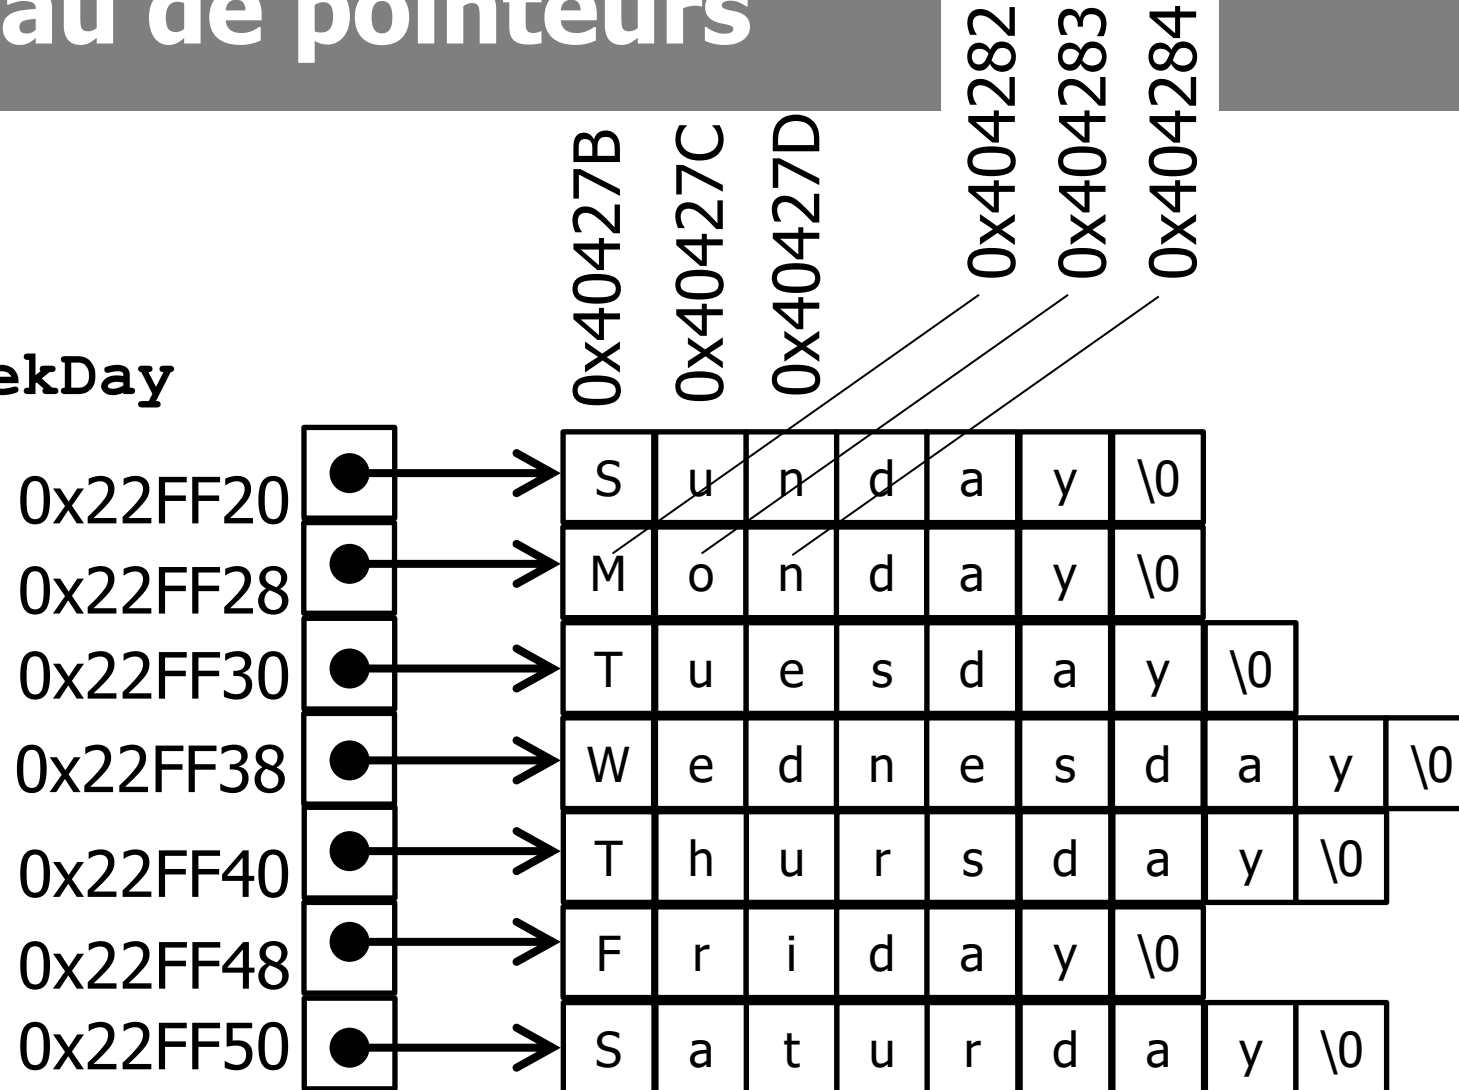 au de pointeurs
0x404282
0x404283
0x404284
0x40427B
0x40427C
0x40427D
ekDay
0x22FF20 S u n d a y \0
0x22FF28 M o n d a y \0
0x22FF30 T u e s d a y \0
0x22FF38 W e d n e s d a y \0
0x22FF40 T h u r s d a y \0
0x22FF48 F r i d a y \0
0x22FF50 S a t u r d a y \0